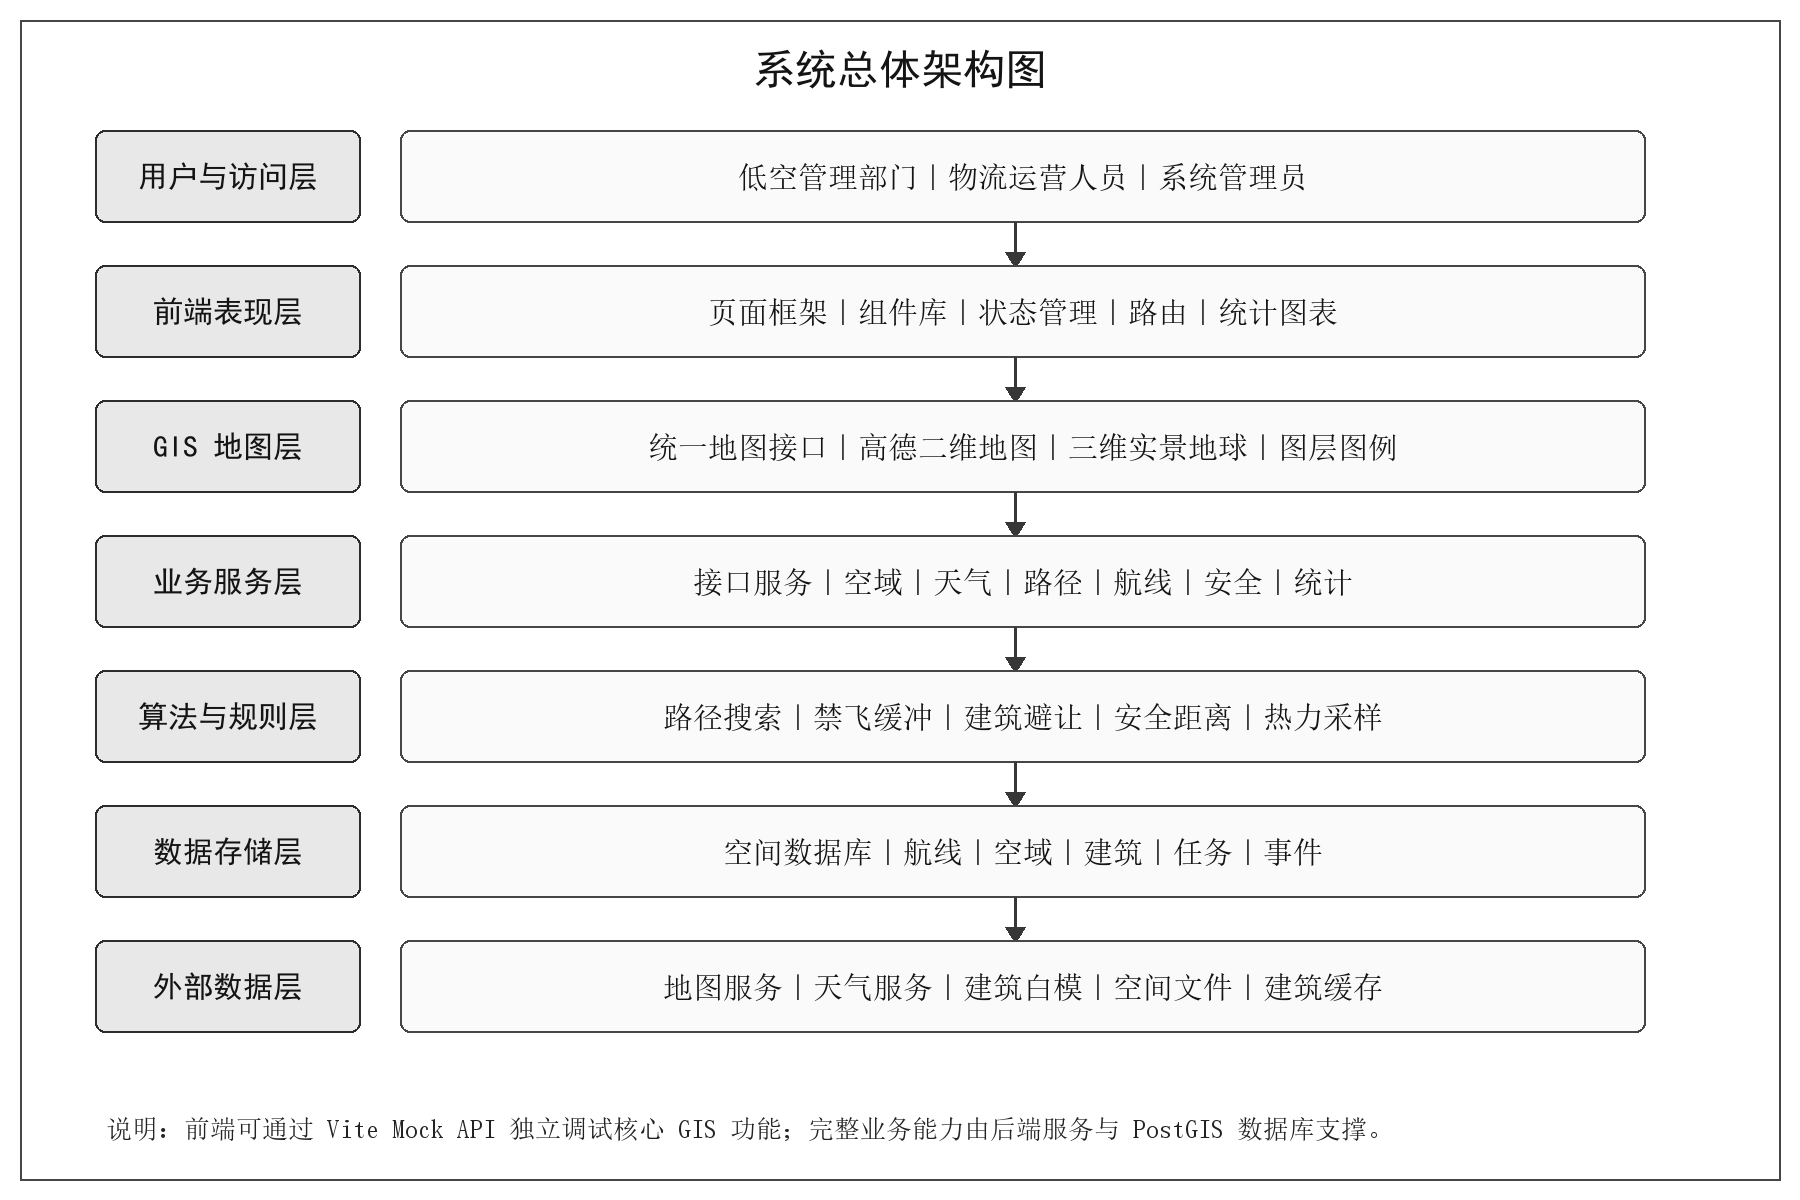 系统总体架构图
用户与访问层
低空管理部门 | 物流运营人员 | 系统管理员
前端表现层
页面框架 | 组件库 | 状态管理 | 路由 | 统计图表
GIS 地图层
统一地图接口 | 高德二维地图 | 三维实景地球 | 图层图例
业务服务层
接口服务 | 空域 | 天气 | 路径 | 航线 | 安全 | 统计
算法与规则层
路径搜索 | 禁飞缓冲 | 建筑避让 | 安全距离 | 热力采样
数据存储层
空间数据库 | 航线 | 空域 | 建筑 | 任务 | 事件
外部数据层
地图服务 | 天气服务 | 建筑白模 | 空间文件 | 建筑缓存
说明：前端可通过 Vite Mock API 独立调试核心 GIS 功能；完整业务能力由后端服务与 PostGIS 数据库支撑。